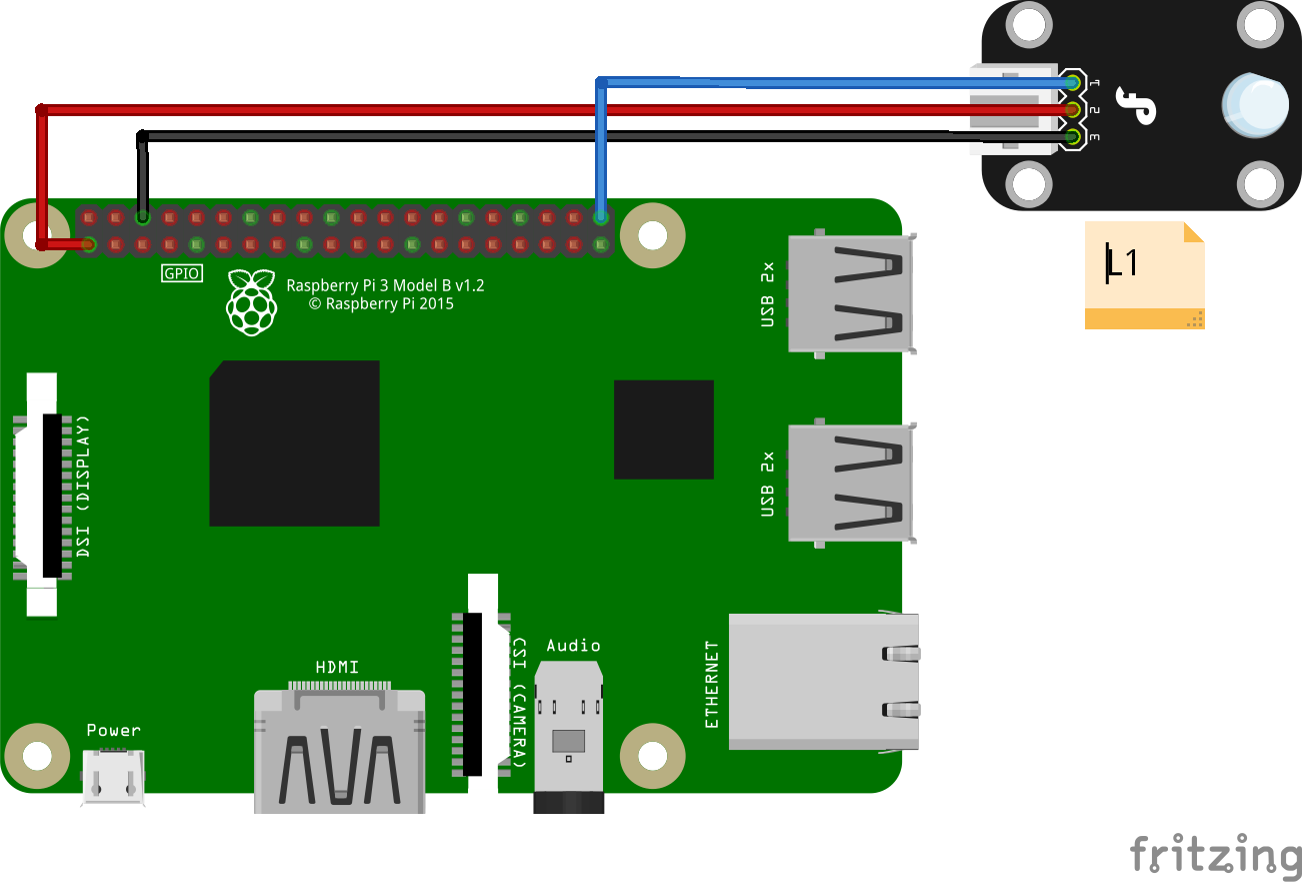 1
2
3
L1
GPIO
Raspberry Pi 3 Model B v1.2
© Raspberry Pi 2015
USB 2x
DSI (DISPLAY)
USB 2x
CSI (CAMERA)
Audio
ETHERNET
HDMI
Power
fritzing